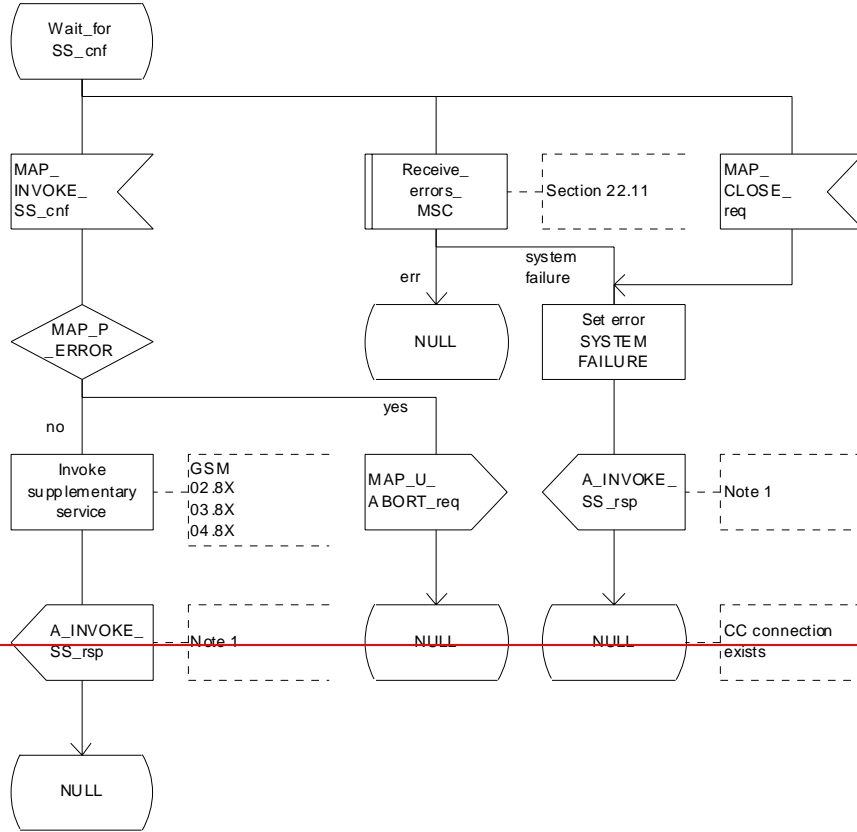 Wait_for
SS_cnf
MAP_
INVOKE_
SS_cnf
Receive_
errors_
MSC
Section 22.11
MAP_
CLOSE_
req
err
system
failure
MAP_P
_ERROR
NULL
Set error
SYSTEM
FAILURE
no
yes
Invoke
supplementary
service
GSM
02.8X
03.8X
04.8X
MAP_U_
ABORT_req
A_INVOKE_
SS_rsp
Note 1
A_INVOKE_
SS_rsp
Note 1
NULL
NULL
CC connection
exists
NULL